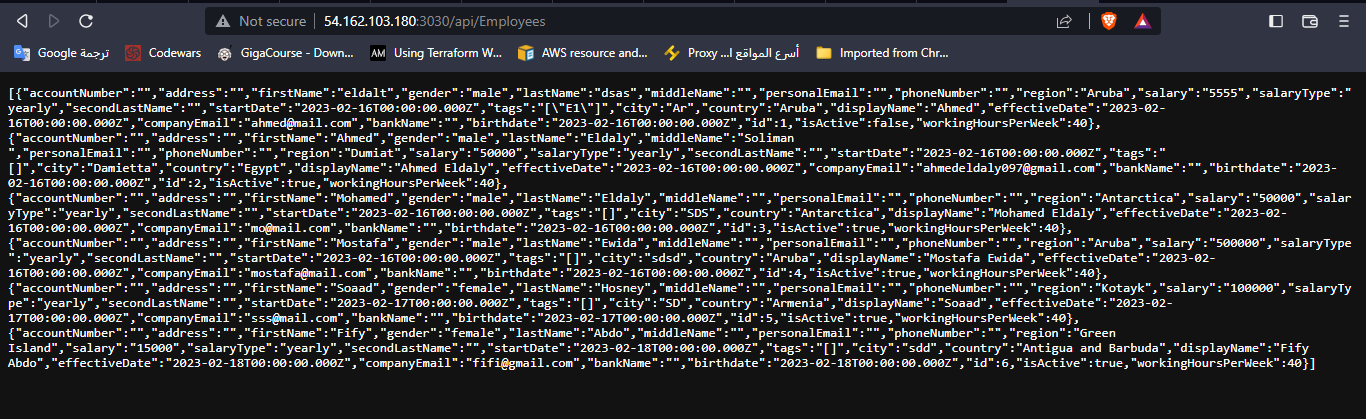 Not secure | 54.162.103.180:3030/api/Employees
Google ترجمة Codewars GigaCourse - Down... AM Using Terraform W... AWS resource and... Proxy ...أسرع المواقع ا Imported from Chr...
[{"accountNumber":"","address":"","firstName":"eldalt","gender":"male","lastName":"dsas","middleName":"","personalEmail":"","phoneNumber":"","region":"Aruba","salary":"5555","salaryType":"
yearly","secondLastName":"","startDate":"2023-02-16T00:00:00.000Z","tags":"[\"E1\"]","city":"Ar","country":"Aruba","displayName":"Ahmed","effectiveDate":"2023-02-
16T00:00:00.000Z","companyEmail":"ahmed@mail.com","bankName":"","birthdate":"2023-02-16T00:00:00.000Z","id":1,"isActive":false,"workingHoursPerWeek":40},
{"accountNumber":"","address":"","firstName":"Ahmed","gender":"male","lastName":"Eldaly","middleName":"Soliman
","personalEmail":"","phoneNumber":"","region":"Dumiat","salary":"50000","salaryType":"yearly","secondLastName":"","startDate":"2023-02-16T00:00:00.000Z","tags":"
[]","city":"Damietta","country":"Egypt","displayName":"Ahmed Eldaly","effectiveDate":"2023-02-16T00:00:00.000Z","companyEmail":"ahmedeldaly097@gmail.com","bankName":"","birthdate":"2023-
02-16T00:00:00.000Z","id":2,"isActive":true,"workingHoursPerWeek":40},
{"accountNumber":"","address":"","firstName":"Mohamed","gender":"male","lastName":"Eldaly","middleName":"","personalEmail":"","phoneNumber":"","region":"Antarctica","salary":"50000","salar
yType":"yearly","secondLastName":"","startDate":"2023-02-16T00:00:00.000Z","tags":"[]","city":"SDS","country":"Antarctica","displayName":"Mohamed Eldaly","effectiveDate":"2023-02-
16T00:00:00.000Z","companyEmail":"mo@mail.com","bankName":"","birthdate":"2023-02-16T00:00:00.000Z","id":3,"isActive":true,"workingHoursPerWeek":40},
{"accountNumber":"","address":"","firstName":"Mostafa","gender":"male","lastName":"Ewida","middleName":"","personalEmail":"","phoneNumber":"","region":"Aruba","salary":"500000","salaryType
":"yearly","secondLastName":"","startDate":"2023-02-16T00:00:00.000Z","tags":"[]","city":"sdsd","country":"Aruba","displayName":"Mostafa Ewida","effectiveDate":"2023-02-
16T00:00:00.000Z","companyEmail":"mostafa@mail.com","bankName":"","birthdate":"2023-02-16T00:00:00.000Z","id":4,"isActive":true,"workingHoursPerWeek":40},
{"accountNumber":"","address":"","firstName":"Soaad","gender":"female","lastName":"Hosney","middleName":"","personalEmail":"","phoneNumber":"","region":"Kotayk","salary":"100000","salaryTy
pe":"yearly","secondLastName":"","startDate":"2023-02-17T00:00:00.000Z","tags":"[]","city":"SD","country":"Armenia","displayName":"Soaad","effectiveDate":"2023-02-
17T00:00:00.000Z","companyEmail":"sss@mail.com","bankName":"","birthdate":"2023-02-17T00:00:00.000Z","id":5,"isActive":true,"workingHoursPerWeek":40},
{"accountNumber":"","address":"","firstName":"Fify","gender":"female","lastName":"Abdo","middleName":"","personalEmail":"","phoneNumber":"","region":"Green
Island","salary":"15000","salaryType":"yearly","secondLastName":"","startDate":"2023-02-18T00:00:00.000Z","tags":"[]","city":"sdd","country":"Antigua and Barbuda","displayName":"Fify
Abdo","effectiveDate":"2023-02-18T00:00:00.000Z","companyEmail":"fifi@gmail.com","bankName":"","birthdate":"2023-02-18T00:00:00.000Z","id":6,"isActive":true,"workingHoursPerWeek":40}]